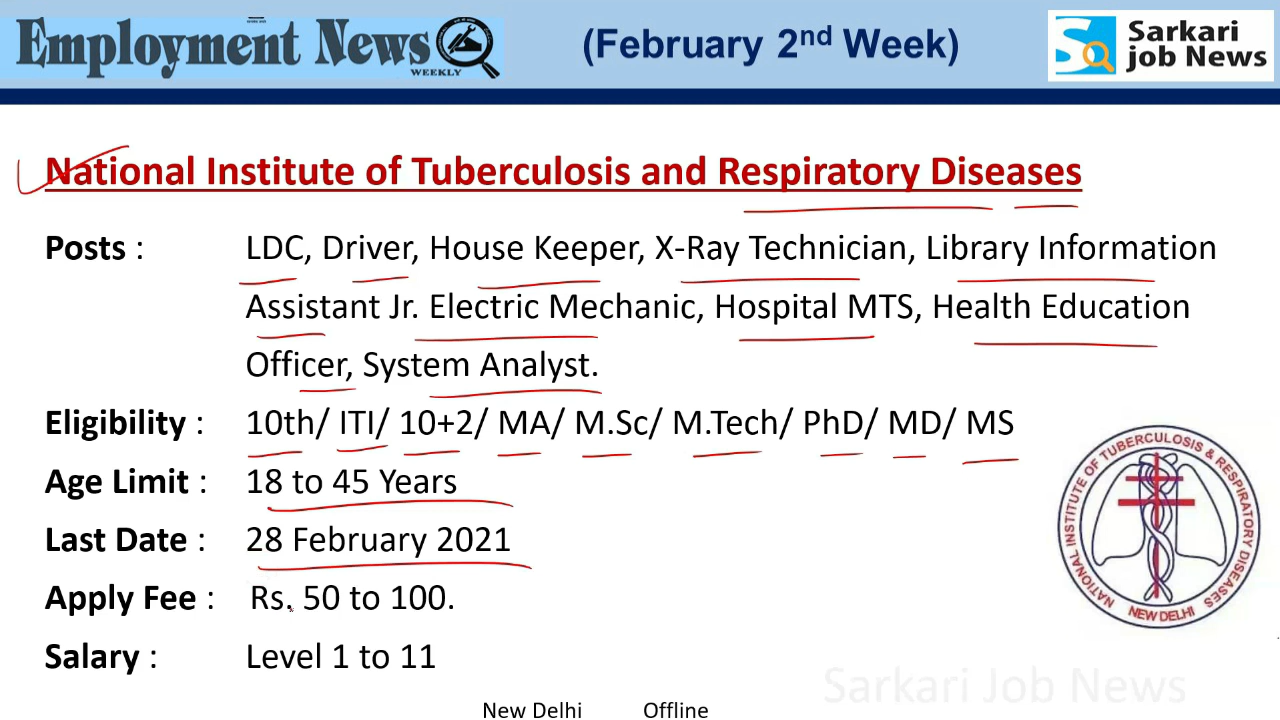 Employment News
WEEKLY
(February 2nd Week)
Sarkari
job News
National Institute of Tuberculosis and Respiratory Diseases
Posts : LDC, Driver, House Keeper, X-Ray Technician, Library Information
Assistant Jr. Electric Mechanic, Hospital MTS, Health Education
Officer, System Analyst.
Eligibility : 10th/ ITI/ 10+2/ MA/ M.Sc/ M.Tech/ PhD/ MD/ MS
Age Limit : 18 to 45 Years
Last Date : 28 February 2021
Apply Fee : Rs. 50 to 100.
Salary : Level 1 to 11
NATIONAL INSTITUTE OF TUBERCULOSIS & RESPIRATORY DISEASES
NEW DELHI
Sarkari Job News
New Delhi Offline